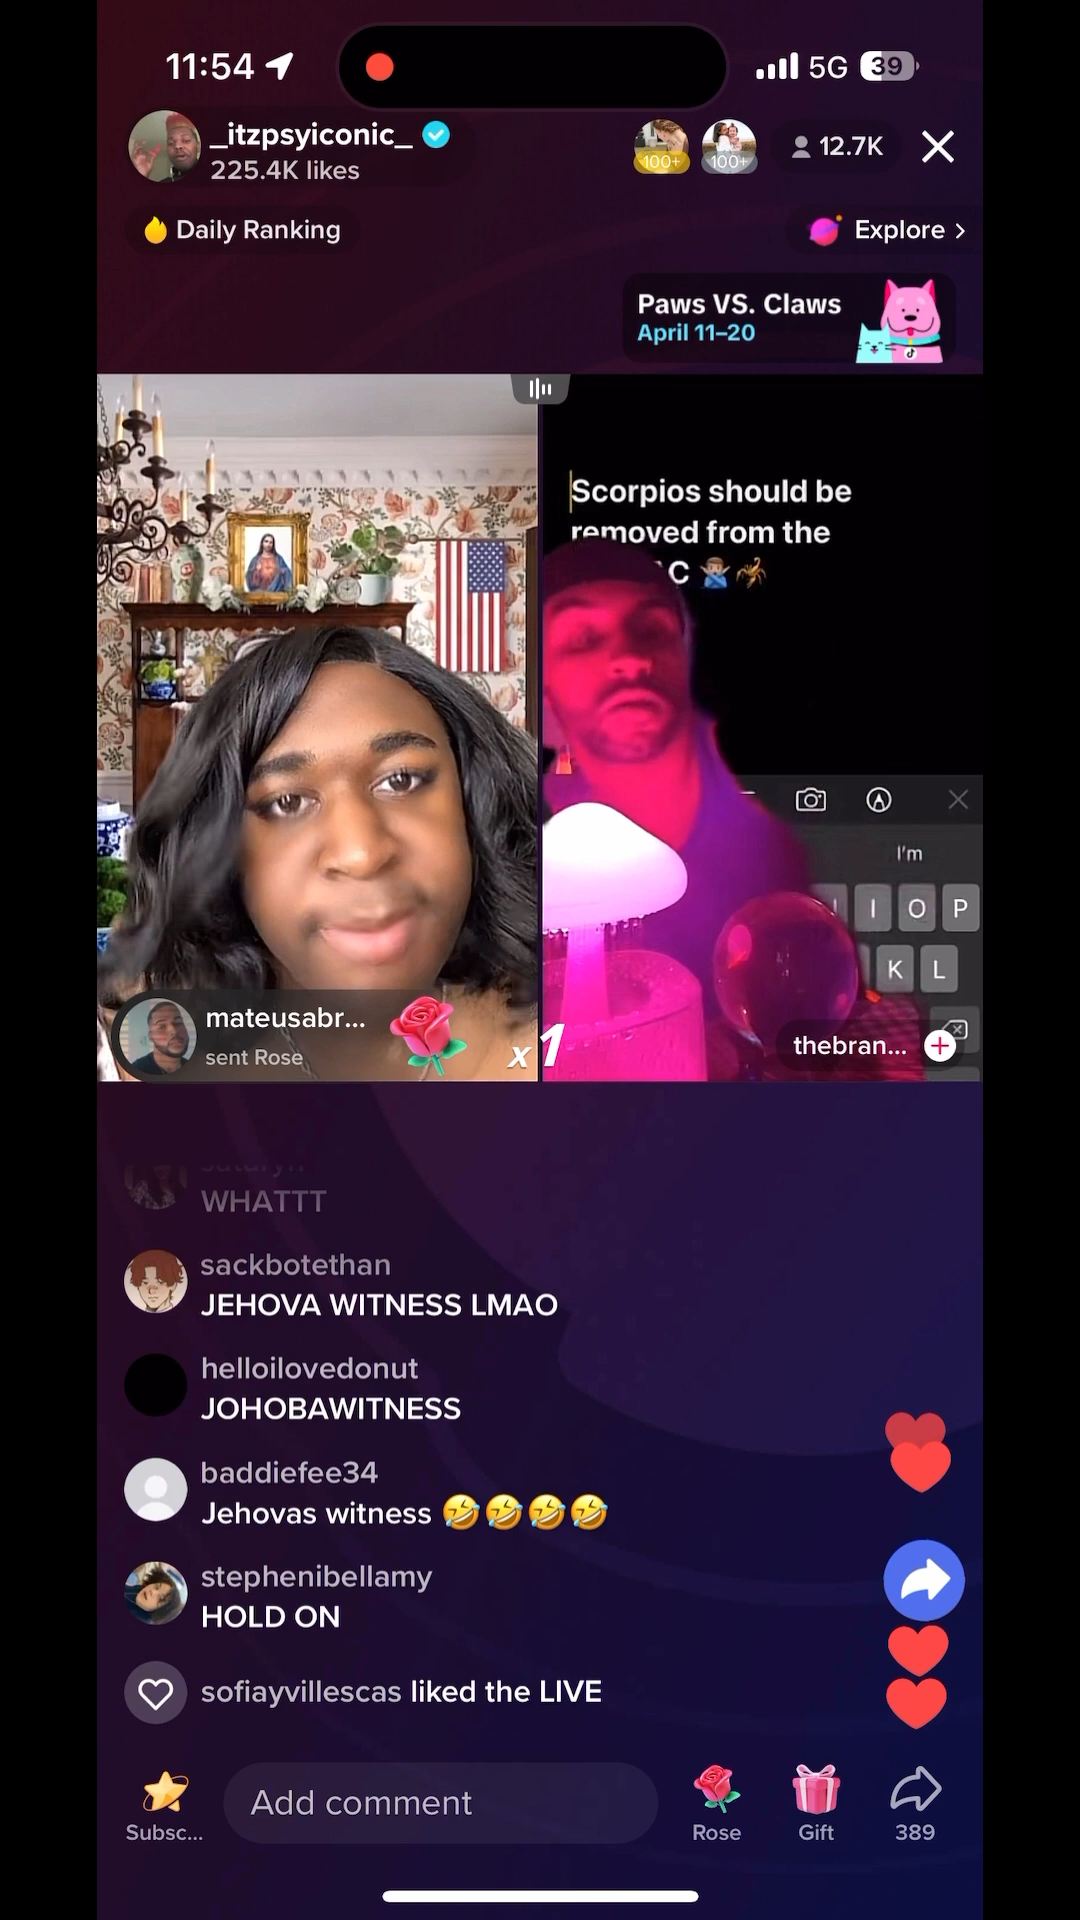 11:54
5G
39
_itzpsyiconic_
225.4K likes
100+
100+
12.7K
Daily Ranking
Explore
Paws VS. Claws
April 11–20
Scorpios should be
removed from the
C
I'm
I O P
K L
mateusabr...
sent Rose
x1
thebran...
WHATTT
sackbotethan
JEHOVA WITNESS LMAO
helloilovedonut
JOHOBAWITNESS
baddiefee34
Jehovas witness 🤣🤣🤣🤣
stephenibellamy
HOLD ON
sofiayvillescas liked the LIVE
Subsc...
Add comment
Rose
Gift
389